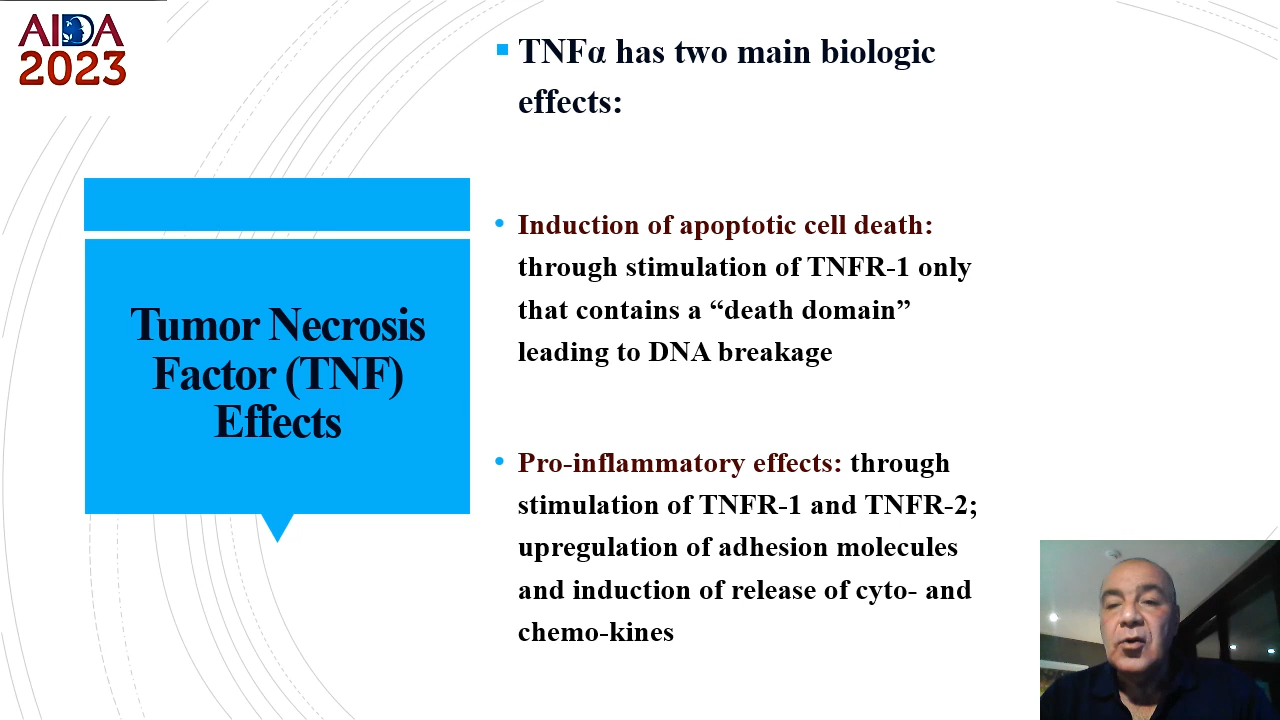 AIDA
2023
TNFα has two main biologic
effects:
Tumor Necrosis
Factor (TNF)
Effects
Induction of apoptotic cell death:
through stimulation of TNFR-1 only
that contains a “death domain”
leading to DNA breakage
Pro-inflammatory effects: through
stimulation of TNFR-1 and TNFR-2;
upregulation of adhesion molecules
and induction of release of cyto- and
chemo-kines